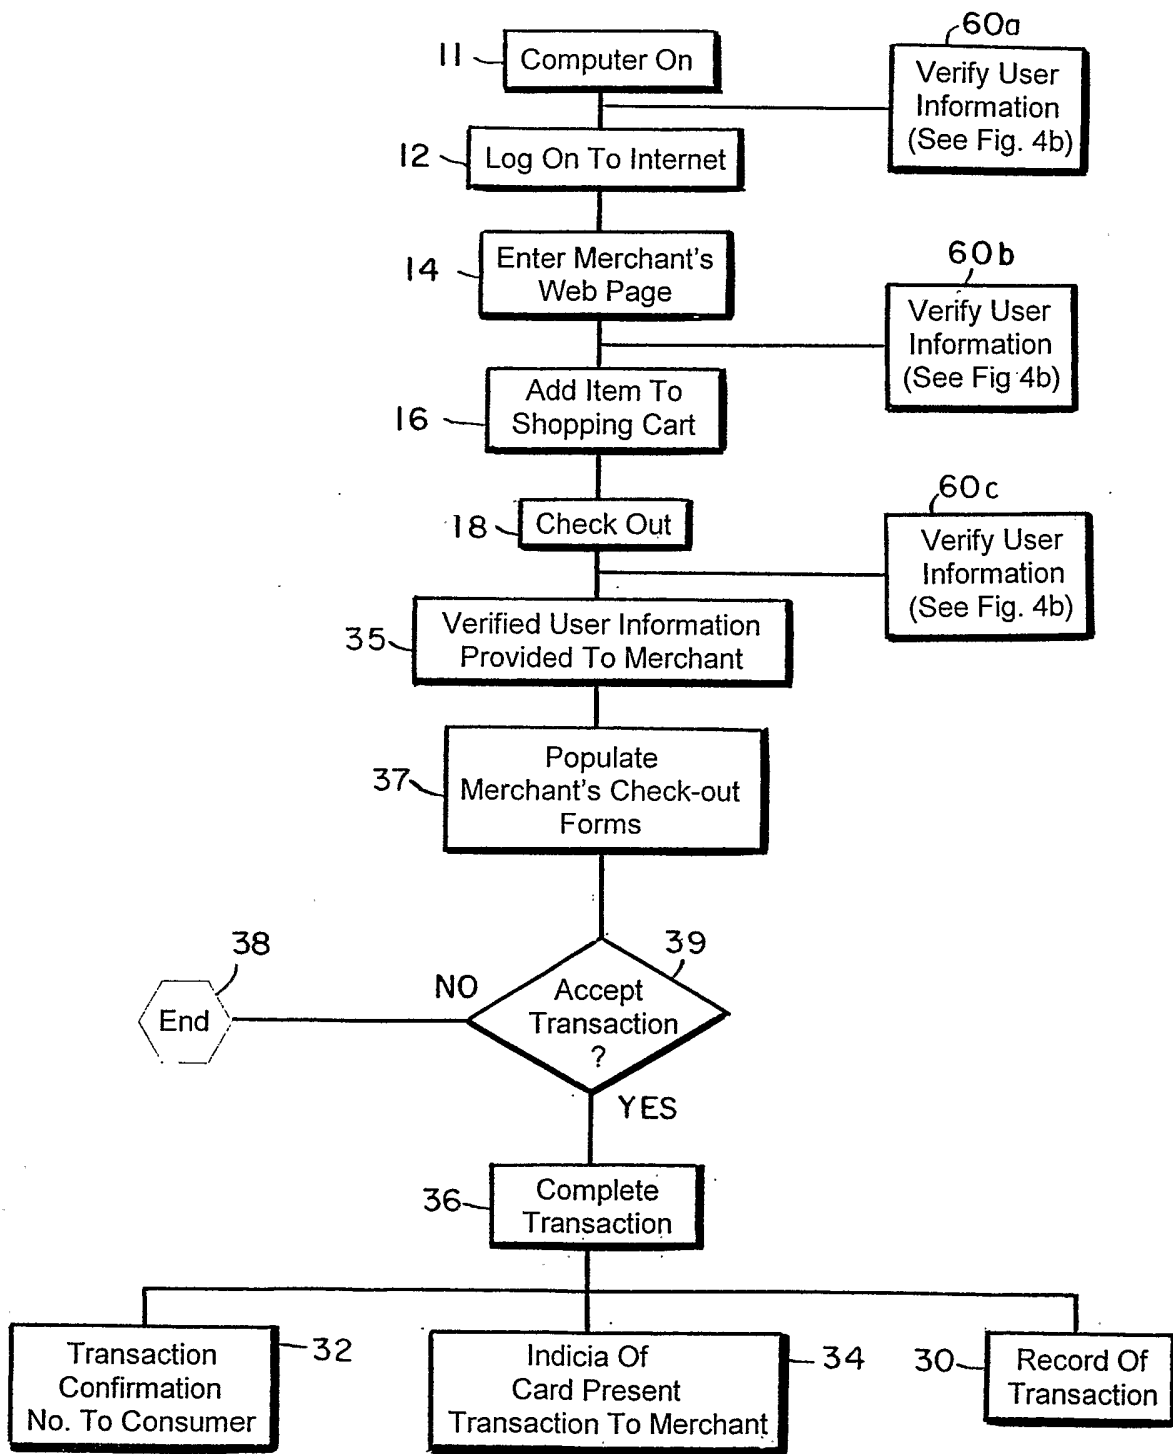 60a
11
Computer On
Verify User
Information
(See Fig. 4b)
12
Log On To Internet
14
Enter Merchant's
Web Page
60b
Verify User
Information
(See Fig 4b)
16
Add Item To
Shopping Cart
60c
18
Check Out
Verify User
Information
(See Fig. 4b)
35
Verified User Information
Provided To Merchant
37
Populate
Merchant's Check-out
Forms
38
39
End
NO
Accept
Transaction
?
YES
36
Complete
Transaction
Transaction
Confirmation
No. To Consumer
32
Indicia Of
Card Present
Transaction To Merchant
34
30
Record Of
Transaction